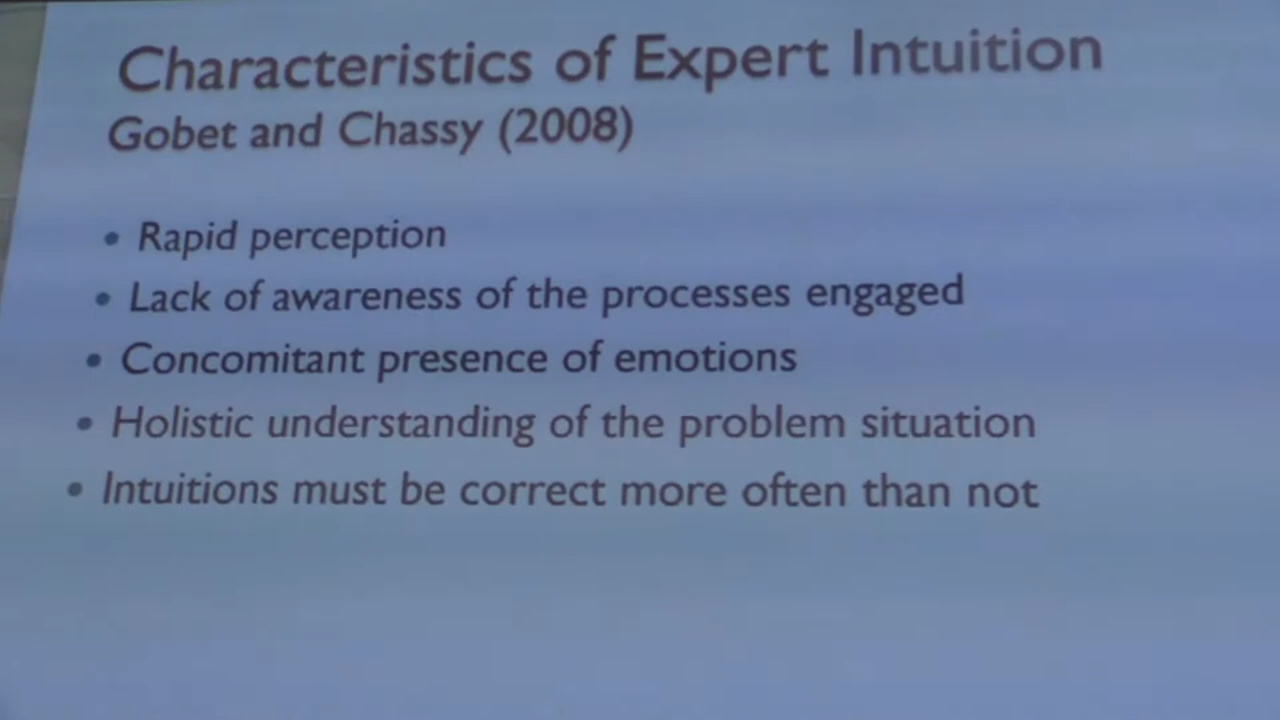 Characteristics of Expert Intuition
Gobet and Chassy (2008)
• Rapid perception
• Lack of awareness of the processes engaged
• Concomitant presence of emotions
• Holistic understanding of the problem situation
• Intuitions must be correct more often than not